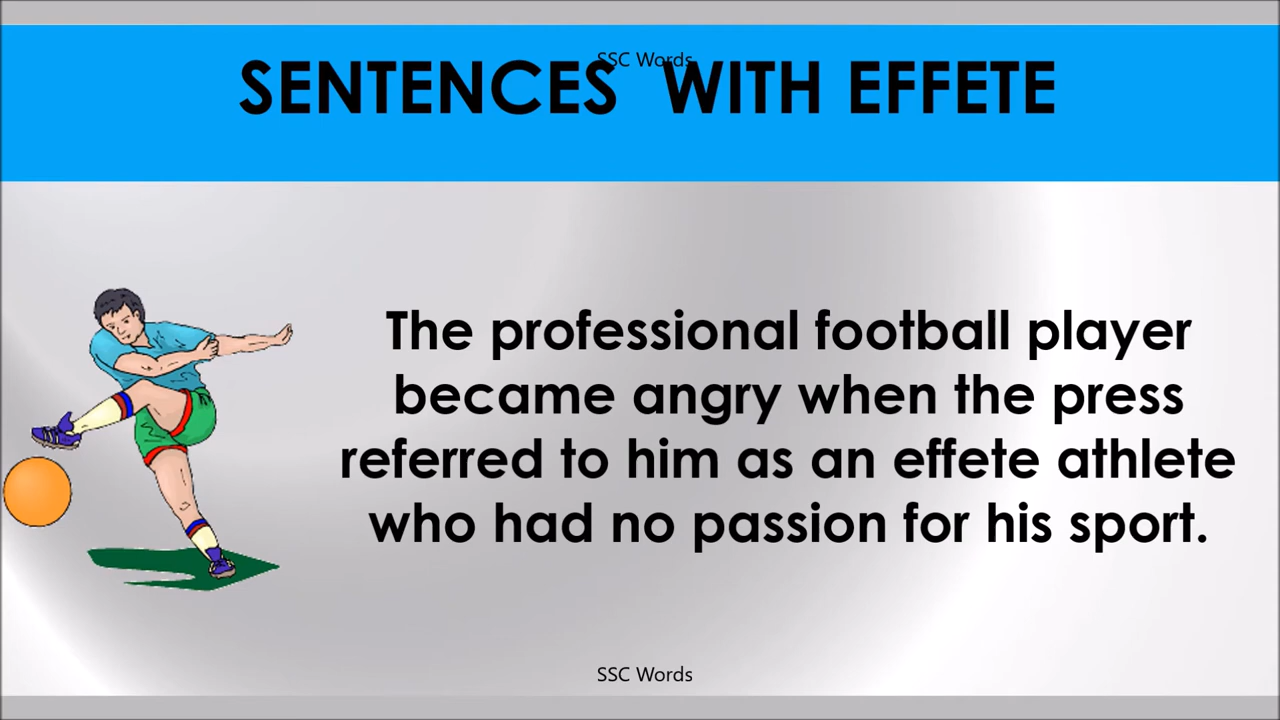 SSC Words
SENTENCES WITH EFFETE
The professional football player
became angry when the press
referred to him as an effete athlete
who had no passion for his sport.
SSC Words